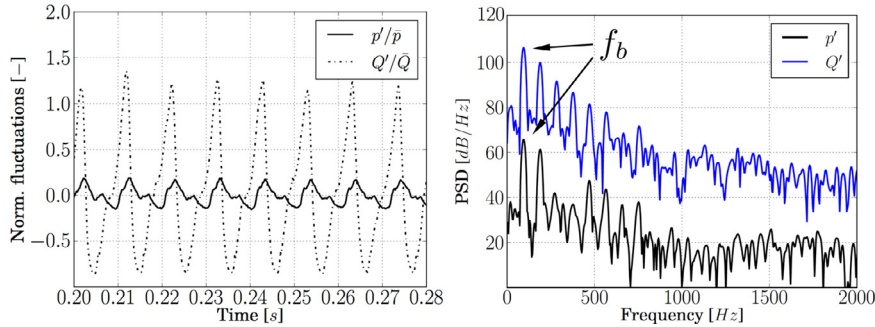 Norm. fluctuations [−]
2.0
1.5
1.0
0.5
0.0
−0.5
0.20 0.21 0.22 0.23 0.24 0.25 0.26 0.27 0.28
Time [s]
p′/p̄
Q′/Q̄
PSD [dB/Hz]
120
100
80
60
40
20
0 500 1000 1500 2000
Frequency [Hz]
f_b
p′
Q′